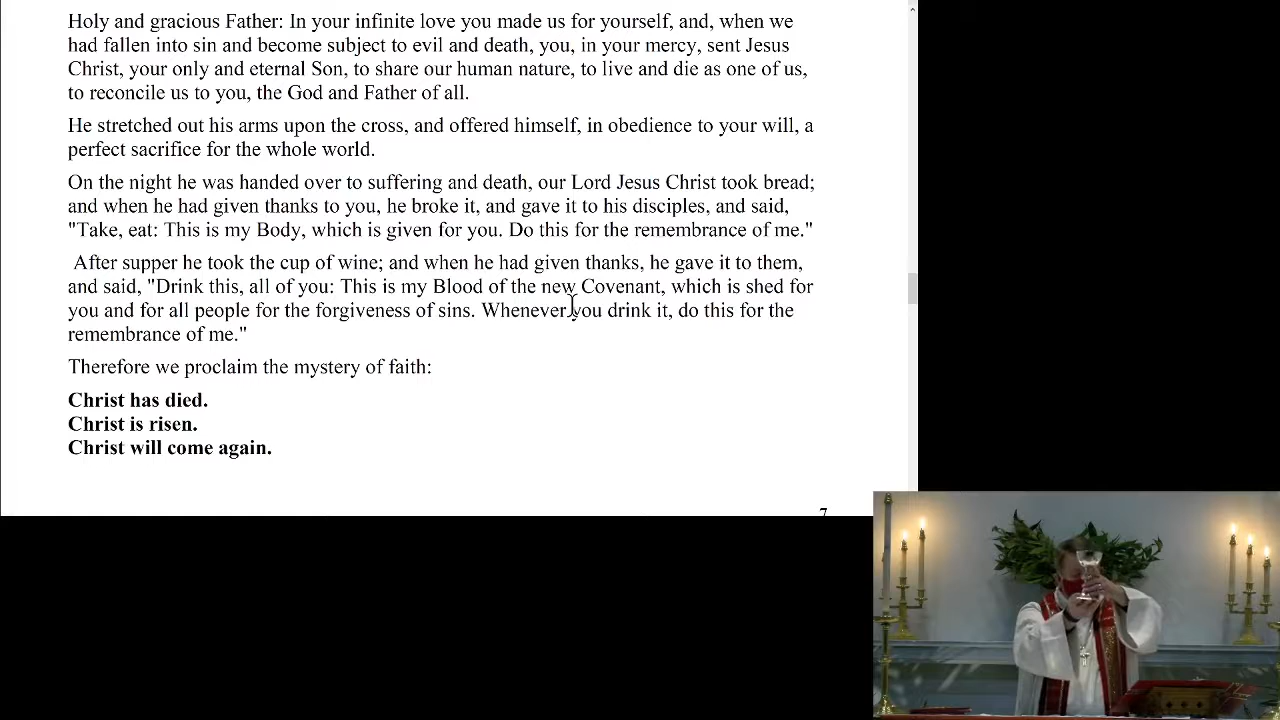 Holy and gracious Father: In your infinite love you made us for yourself, and, when we
had fallen into sin and become subject to evil and death, you, in your mercy, sent Jesus
Christ, your only and eternal Son, to share our human nature, to live and die as one of us,
to reconcile us to you, the God and Father of all.
He stretched out his arms upon the cross, and offered himself, in obedience to your will, a
perfect sacrifice for the whole world.
On the night he was handed over to suffering and death, our Lord Jesus Christ took bread;
and when he had given thanks to you, he broke it, and gave it to his disciples, and said,
"Take, eat: This is my Body, which is given for you. Do this for the remembrance of me."
After supper he took the cup of wine; and when he had given thanks, he gave it to them,
and said, "Drink this, all of you: This is my Blood of the new Covenant, which is shed for
you and for all people for the forgiveness of sins. Whenever you drink it, do this for the
remembrance of me."
Therefore we proclaim the mystery of faith:
Christ has died.
Christ is risen.
Christ will come again.
7